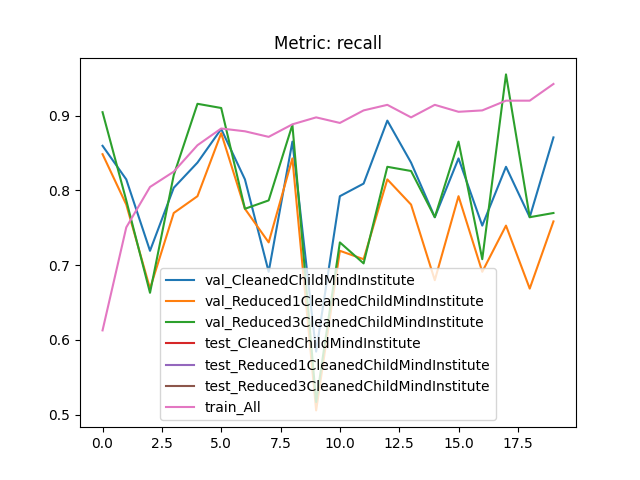 Metric: recall
0.9
0.8
0.7
0.6
0.5
val_CleanedChildMindInstitute
val_Reduced1CleanedChildMindInstitute
val_Reduced3CleanedChildMindInstitute
test_CleanedChildMindInstitute
test_Reduced1CleanedChildMindInstitute
test_Reduced3CleanedChildMindInstitute
train_All
0.0 2.5 5.0 7.5 10.0 12.5 15.0 17.5